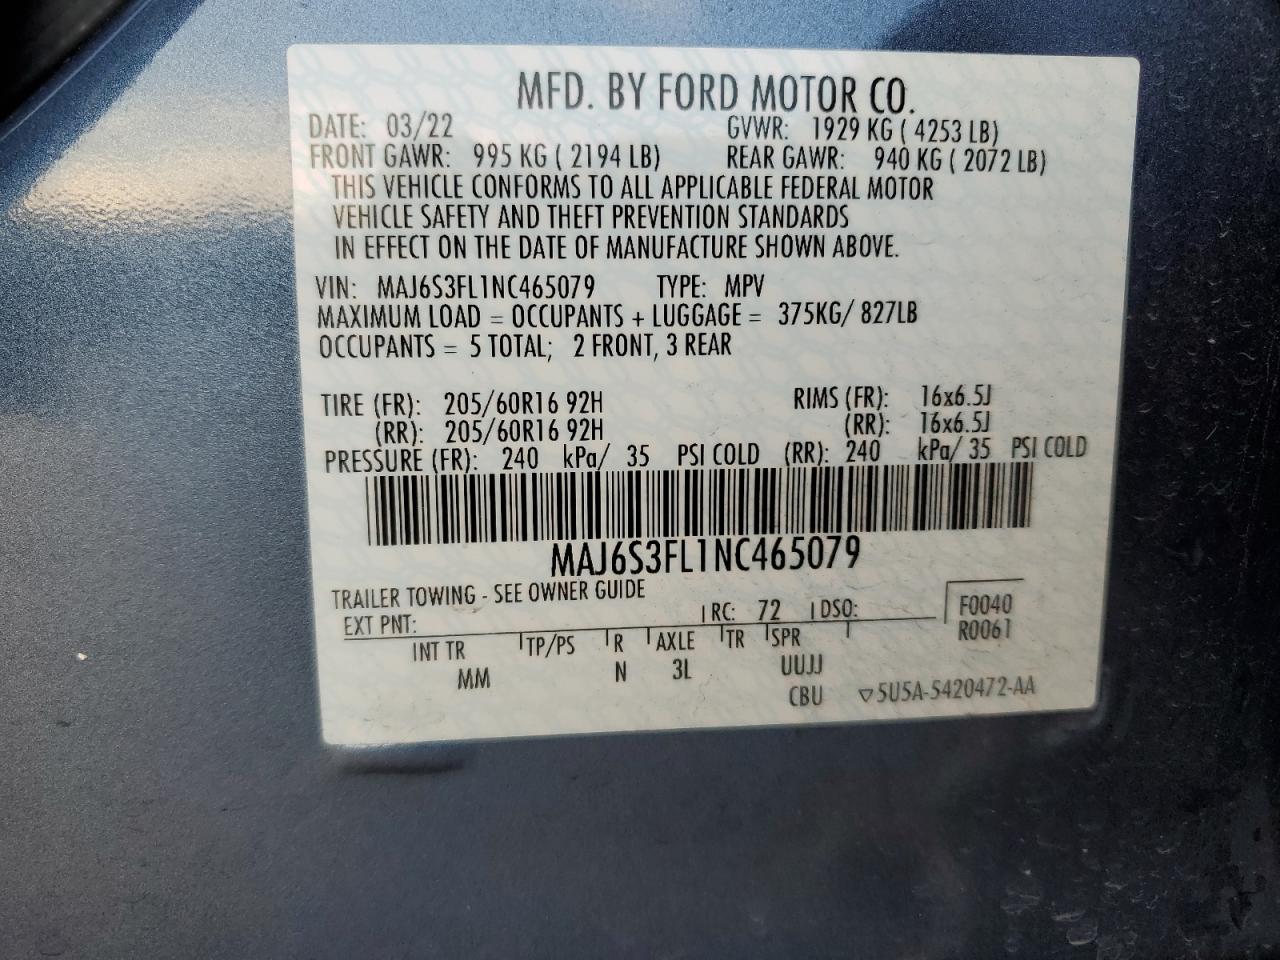 MFD. BY FORD MOTOR CO.
DATE: 03/22 GVWR: 1929 KG ( 4253 LB)
FRONT GAWR: 995 KG ( 2194 LB) REAR GAWR: 940 KG ( 2072 LB)
THIS VEHICLE CONFORMS TO ALL APPLICABLE FEDERAL MOTOR
VEHICLE SAFETY AND THEFT PREVENTION STANDARDS
IN EFFECT ON THE DATE OF MANUFACTURE SHOWN ABOVE.
VIN: MAJ6S3FL1NC465079 TYPE: MPV
MAXIMUM LOAD = OCCUPANTS + LUGGAGE = 375KG/ 827LB
OCCUPANTS = 5 TOTAL; 2 FRONT, 3 REAR
TIRE (FR): 205/60R16 92H RIMS (FR): 16x6.5J
(RR): 205/60R16 92H (RR): 16x6.5J
PRESSURE (FR): 240 kPa/ 35 PSI COLD (RR): 240 kPa/ 35 PSI COLD
MAJ6S3FL1NC465079
TRAILER TOWING - SEE OWNER GUIDE
EXT PNT: RC: 72 DSO: F0040
R0061
INT TR TP/PS R AXLE TR SPR
MM N 3L UUJJ
CBU ▽5U5A-5420472-AA